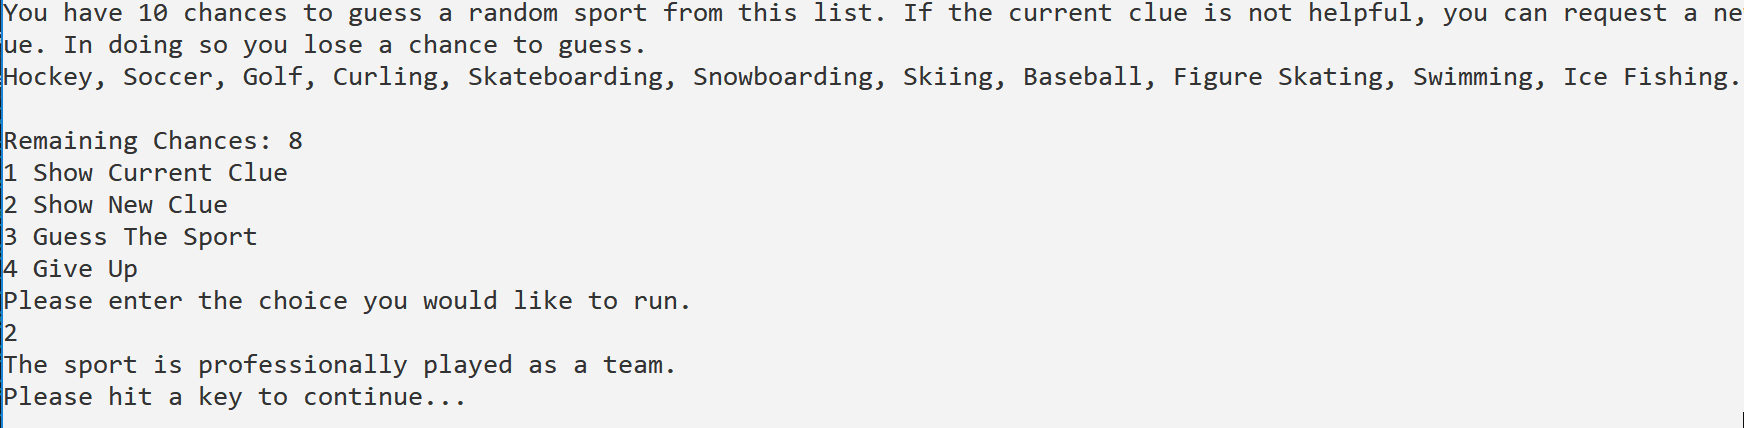 You have 10 chances to guess a random sport from this list. If the current clue is not helpful, you can request a ne
ue. In doing so you lose a chance to guess.
Hockey, Soccer, Golf, Curling, Skateboarding, Snowboarding, Skiing, Baseball, Figure Skating, Swimming, Ice Fishing.
Remaining Chances: 8
1 Show Current Clue
2 Show New Clue
3 Guess The Sport
4 Give Up
Please enter the choice you would like to run.
2
The sport is professionally played as a team.
Please hit a key to continue...